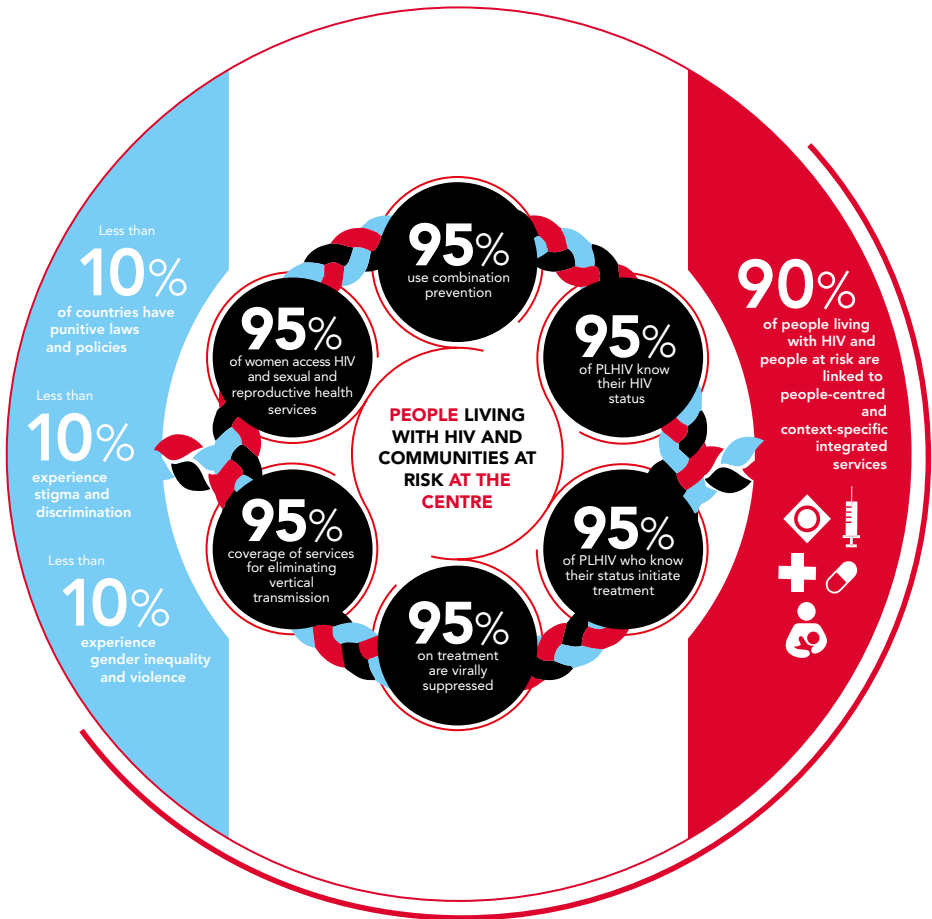 Less than
10%
of countries have
punitive laws
and policies
Less than
10%
experience
stigma and
discrimination
Less than
10%
experience
gender inequality
and violence
95%
use combination
prevention
95%
of PLHIV know
their HIV
status
95%
of PLHIV who know
their status initiate
treatment
95%
on treatment
are virally
suppressed
95%
coverage of services
for eliminating
vertical
transmission
95%
of women access HIV
and sexual and
reproductive health
services
PEOPLE LIVING
WITH HIV AND
COMMUNITIES AT
RISK AT THE
CENTRE
90%
of people living
with HIV and
people at risk are
linked to
people-centred
and
context-specific
integrated
services